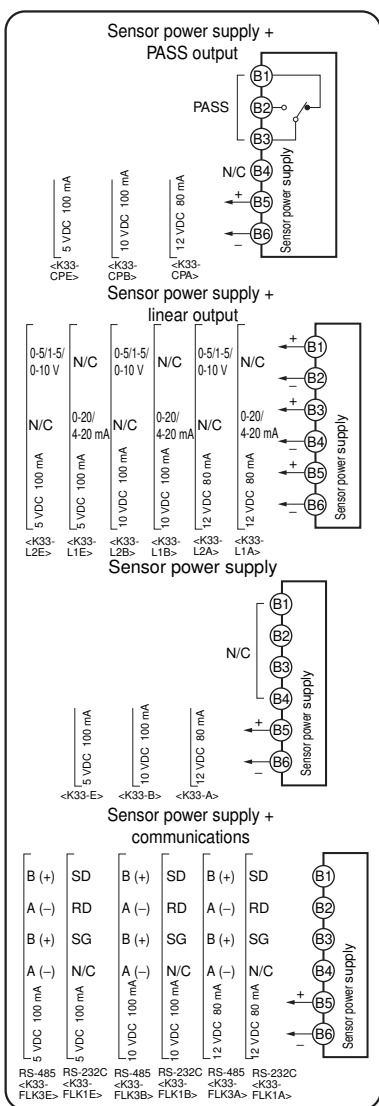 Sensor power supply +
PASS output
PASS
B1
B2
B3
N/C B4
+ B5
− B6
Sensor power supply
5 VDC 100 mA
10 VDC 100 mA
12 VDC 80 mA
<K33-
CPE>
<K33-
CPB>
<K33-
CPA>
Sensor power supply +
linear output
0-5/1-5/
0-10 V
N/C
0-5/1-5/
0-10 V
N/C
0-5/1-5/
0-10 V
N/C
N/C
0-20/
4-20 mA
N/C
0-20/
4-20 mA
N/C
0-20/
4-20 mA
5 VDC 100 mA
5 VDC 100 mA
10 VDC 100 mA
10 VDC 100 mA
12 VDC 80 mA
12 VDC 80 mA
+ B1
− B2
+ B3
− B4
+ B5
− B6
Sensor power supply
<K33-
L2E>
<K33-
L1E>
<K33-
L2B>
<K33-
L1B>
<K33-
L2A>
<K33-
L1A>
Sensor power supply
N/C
B1
B2
B3
B4
+ B5
− B6
Sensor power supply
5 VDC 100 mA
10 VDC 100 mA
12 VDC 80 mA
<K33-E> <K33-B> <K33-A>
Sensor power supply +
communications
B (+) SD B (+) SD B (+) SD B1
A (−) RD A (−) RD A (−) RD B2
B (+) SG B (+) SG B (+) SG B3
A (−) N/C A (−) N/C A (−) N/C B4
+ B5
− B6
Sensor power supply
5 VDC 100 mA
5 VDC 100 mA
10 VDC 100 mA
10 VDC 100 mA
12 VDC 80 mA
12 VDC 80 mA
RS-485
<K33-
FLK3E>
RS-232C
<K33-
FLK1E>
RS-485
<K33-
FLK3B>
RS-232C
<K33-
FLK1B>
RS-485
<K33-
FLK3A>
RS-232C
<K33-
FLK1A>